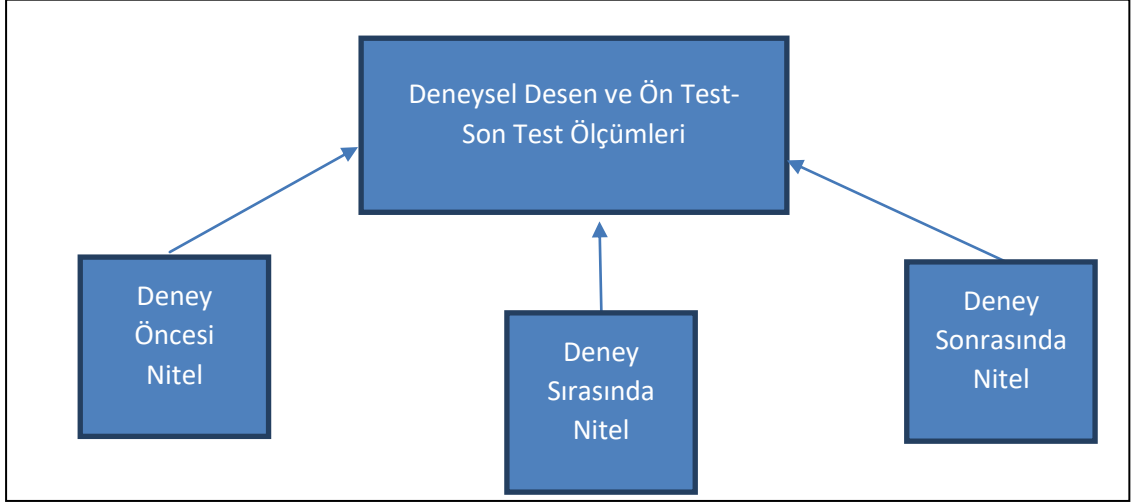 Deneysel Desen ve Ön Test-
Son Test Ölçümleri
Deney
Öncesi
Nitel
Deney
Sırasında
Nitel
Deney
Sonrasında
Nitel